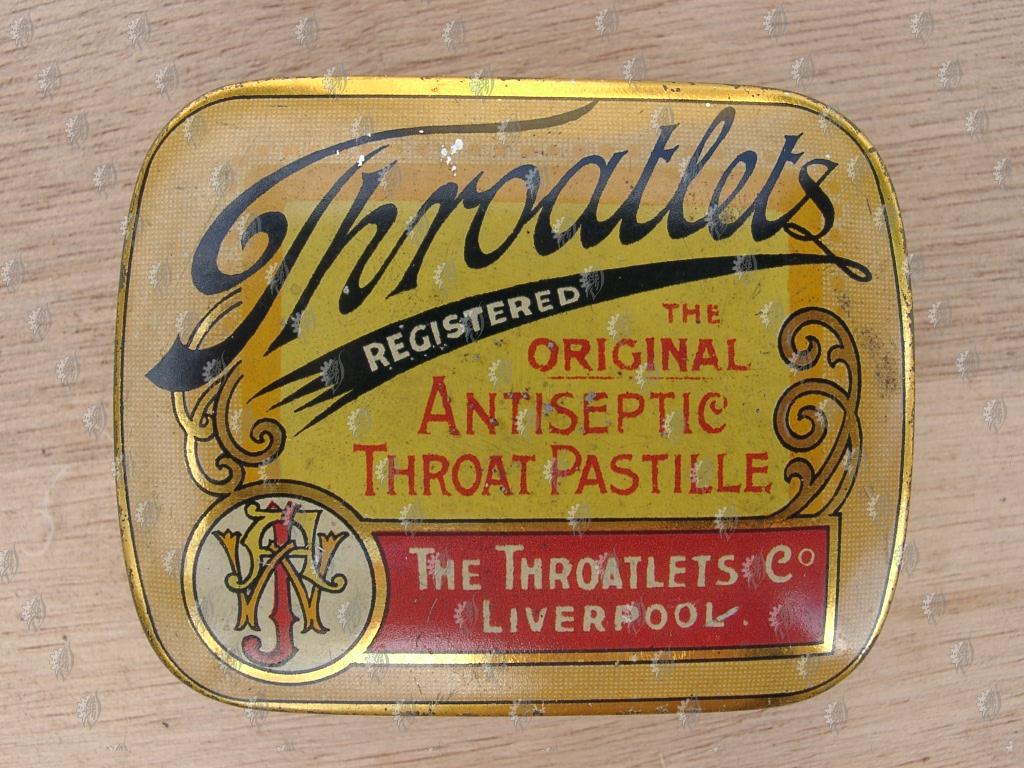 Throatlets
REGISTERED
THE
ORIGINAL
ANTISEPTIC
THROAT PASTILLE
THE THROATLETS Co
LIVERPOOL.